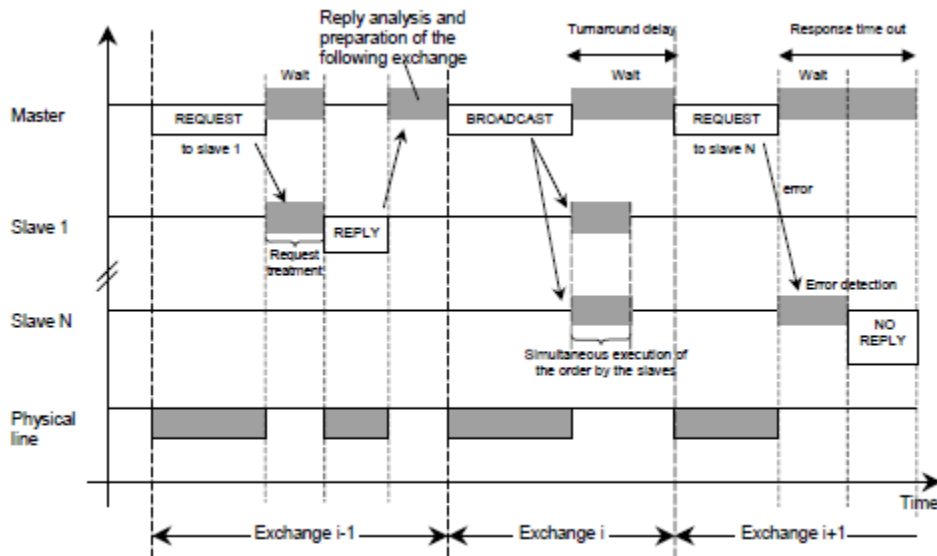 Reply analysis and
preparation of the
following exchange
Turnaround delay
Response time out
Wait
Wait
Wait
Master
REQUEST
BROADCAST
REQUEST
to slave 1
to slave N
error
Slave 1
REPLY
Request
treatment
Error detection
Slave N
NO
REPLY
Simultaneous execution of
the order by the slaves
Physical
line
Time
Exchange i-1
Exchange i
Exchange i+1